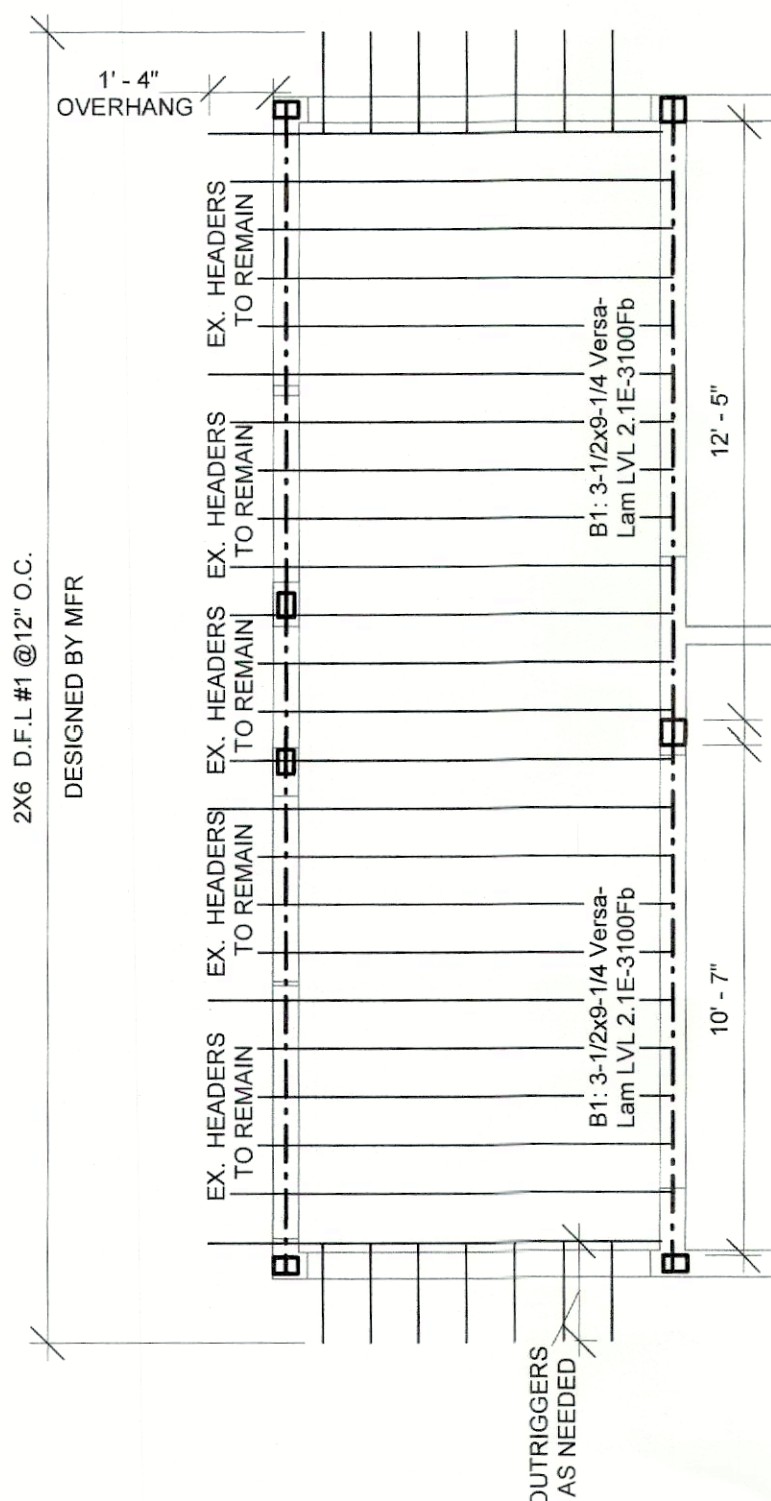 1' - 4"
OVERHANG
2X6 D.F.L #1 @12" O.C.
DESIGNED BY MFR
EX. HEADERS
TO REMAIN
EX. HEADERS
TO REMAIN
EX. HEADERS
TO REMAIN
EX. HEADERS
TO REMAIN
EX. HEADERS
TO REMAIN
B1: 3-1/2x9-1/4 Versa-
Lam LVL 2.1E-3100Fb
12' - 5"
B1: 3-1/2x9-1/4 Versa-
Lam LVL 2.1E-3100Fb
10' - 7"
OUTRIGGERS
AS NEEDED